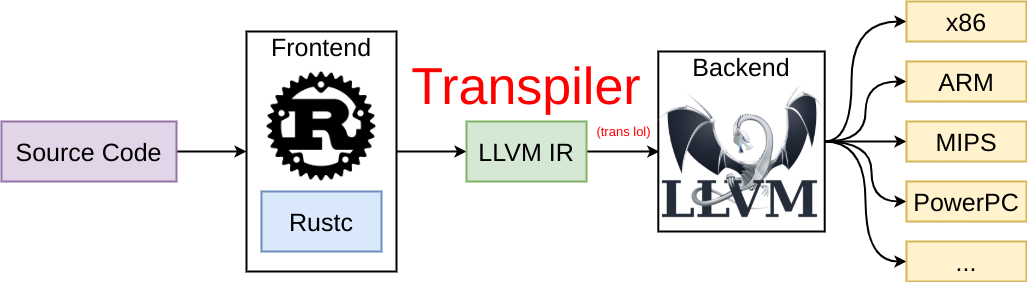 Source Code
Frontend
R
Rustc
Transpiler
LLVM IR
(trans lol)
Backend
LLVM
x86
ARM
MIPS
PowerPC
...